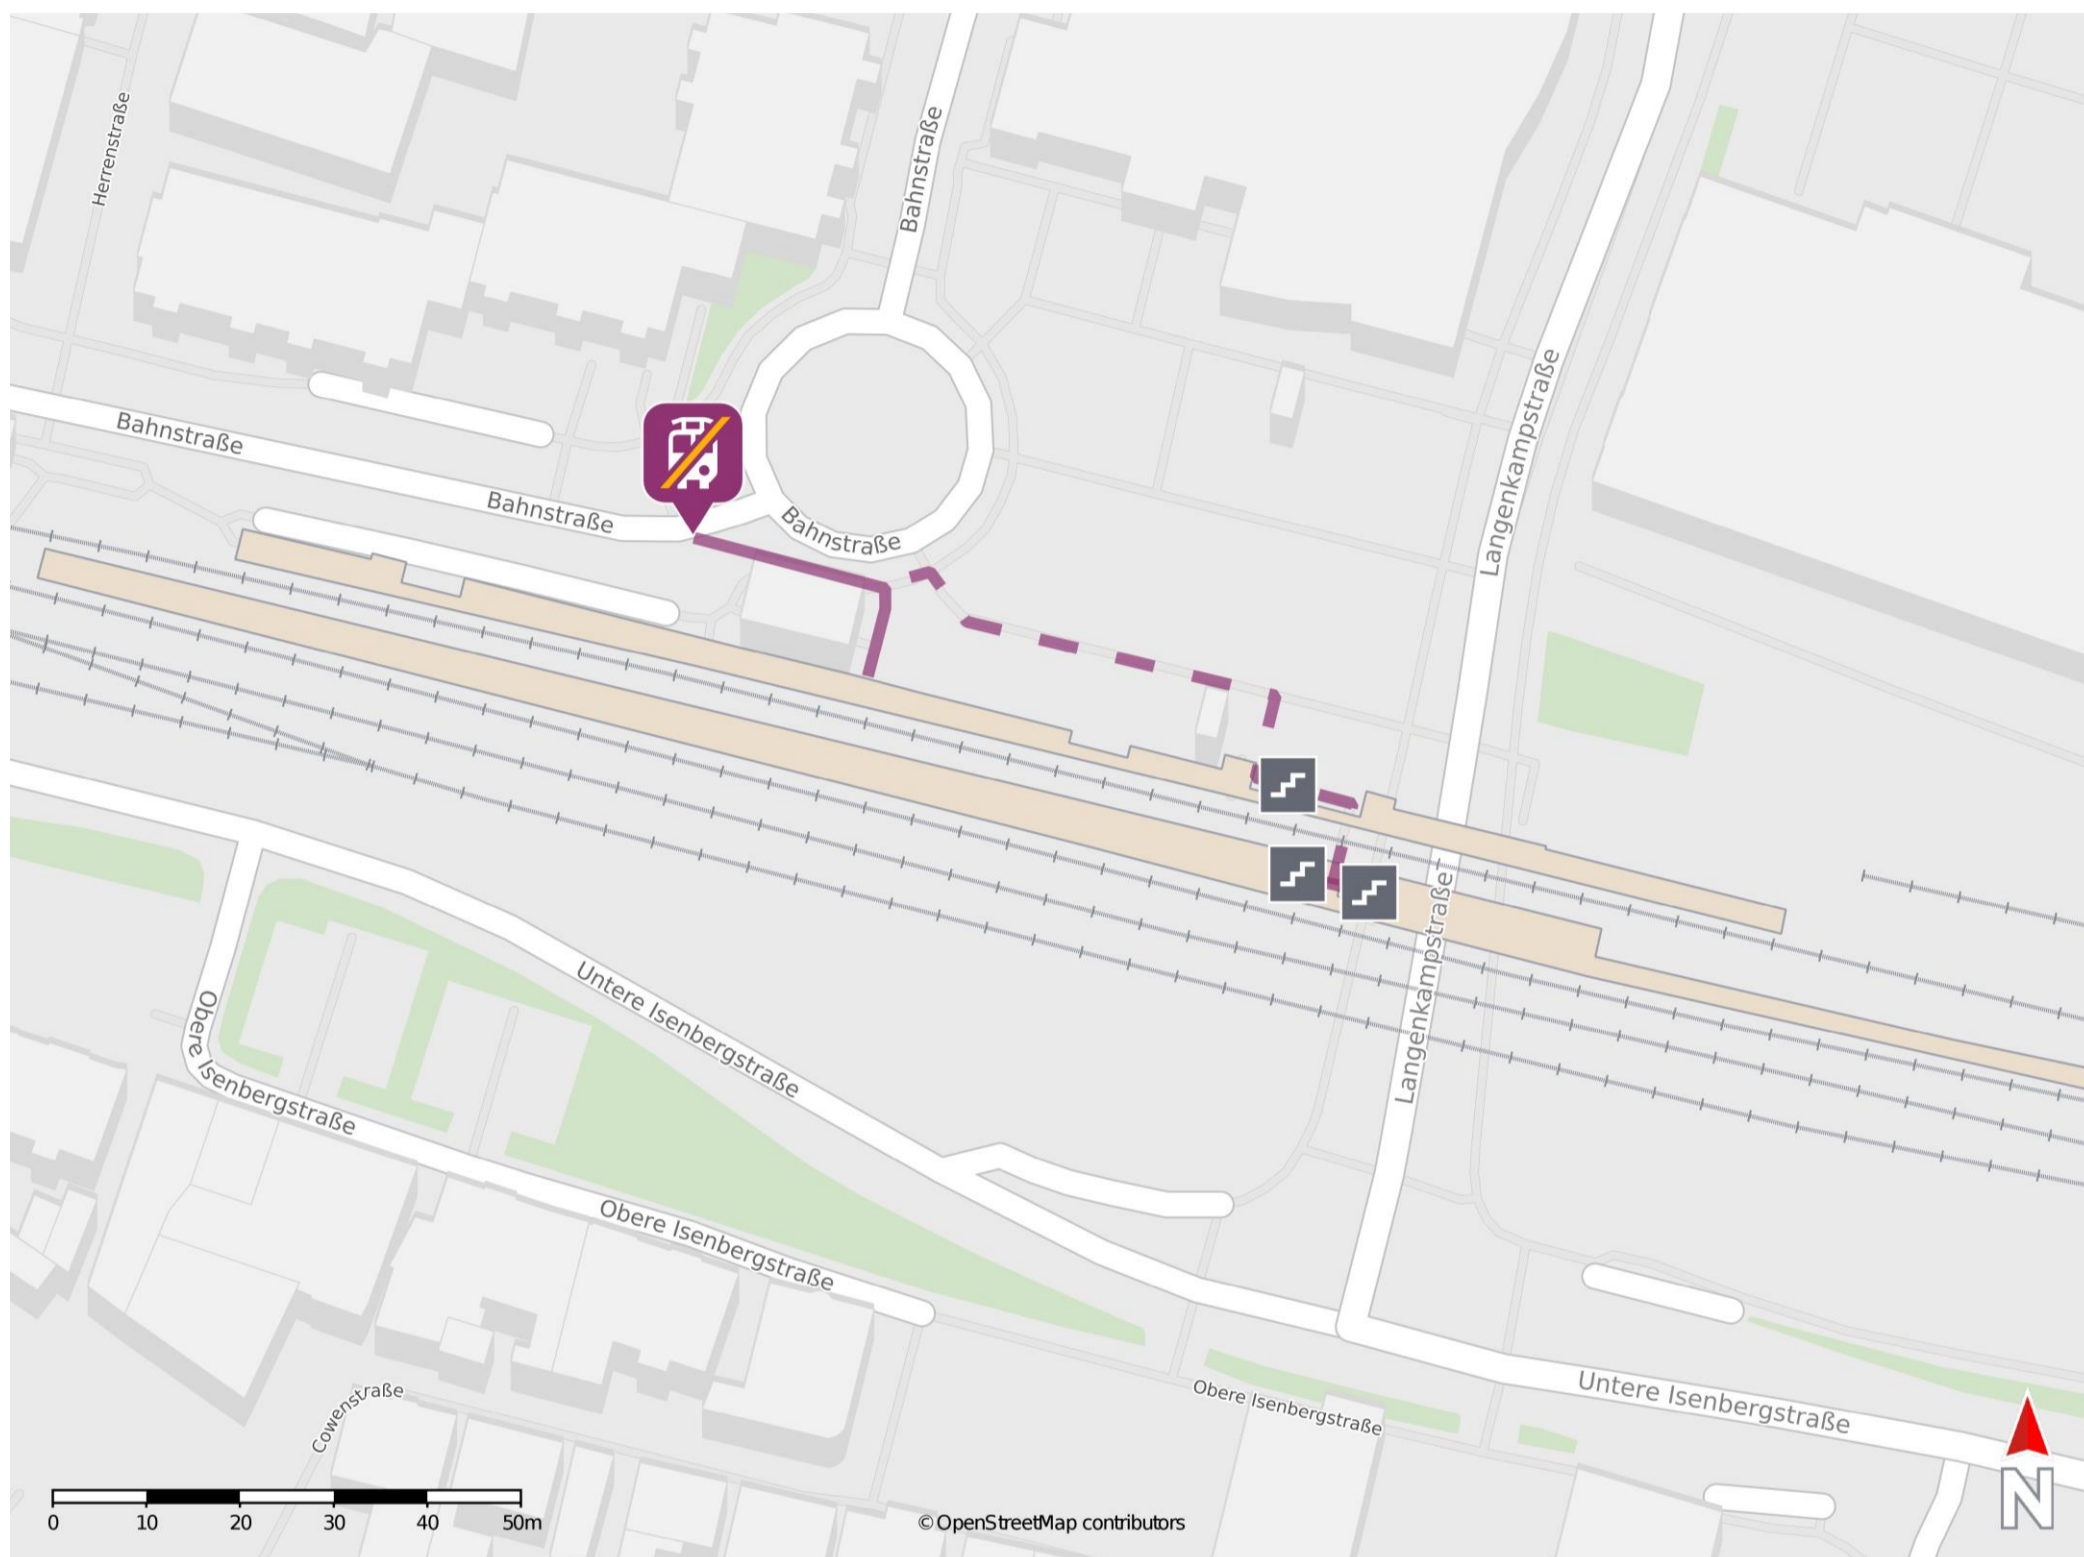 Herrenstraße
Bahnstraße
Langenkampstraße
Bahnstraße
Bahnstraße
Bahnstraße
Langenkampstraße
Untere Isenbergstraße
Obere Isenbergstraße
Obere Isenbergstraße
Cowenstraße
Obere Isenbergstraße
Untere Isenbergstraße
N
0 10 20 30 40 50m
© OpenStreetMap contributors